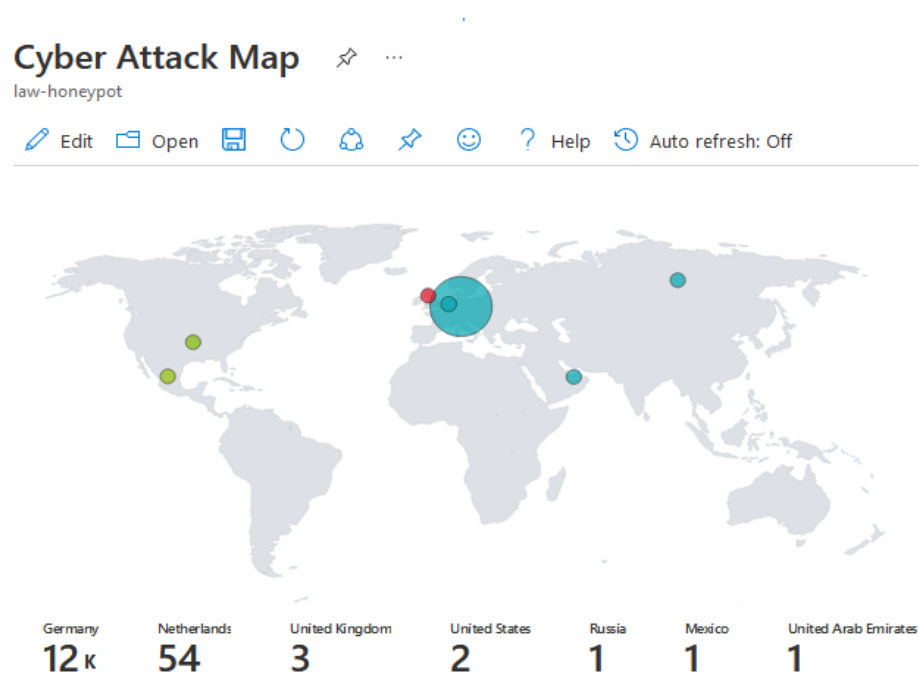 Cyber Attack Map ...
law-honeypot
Edit Open Help Auto refresh: Off
Germany Netherlands United Kingdom United States Russia Mexico United Arab Emirates
12 K 54 3 2 1 1 1